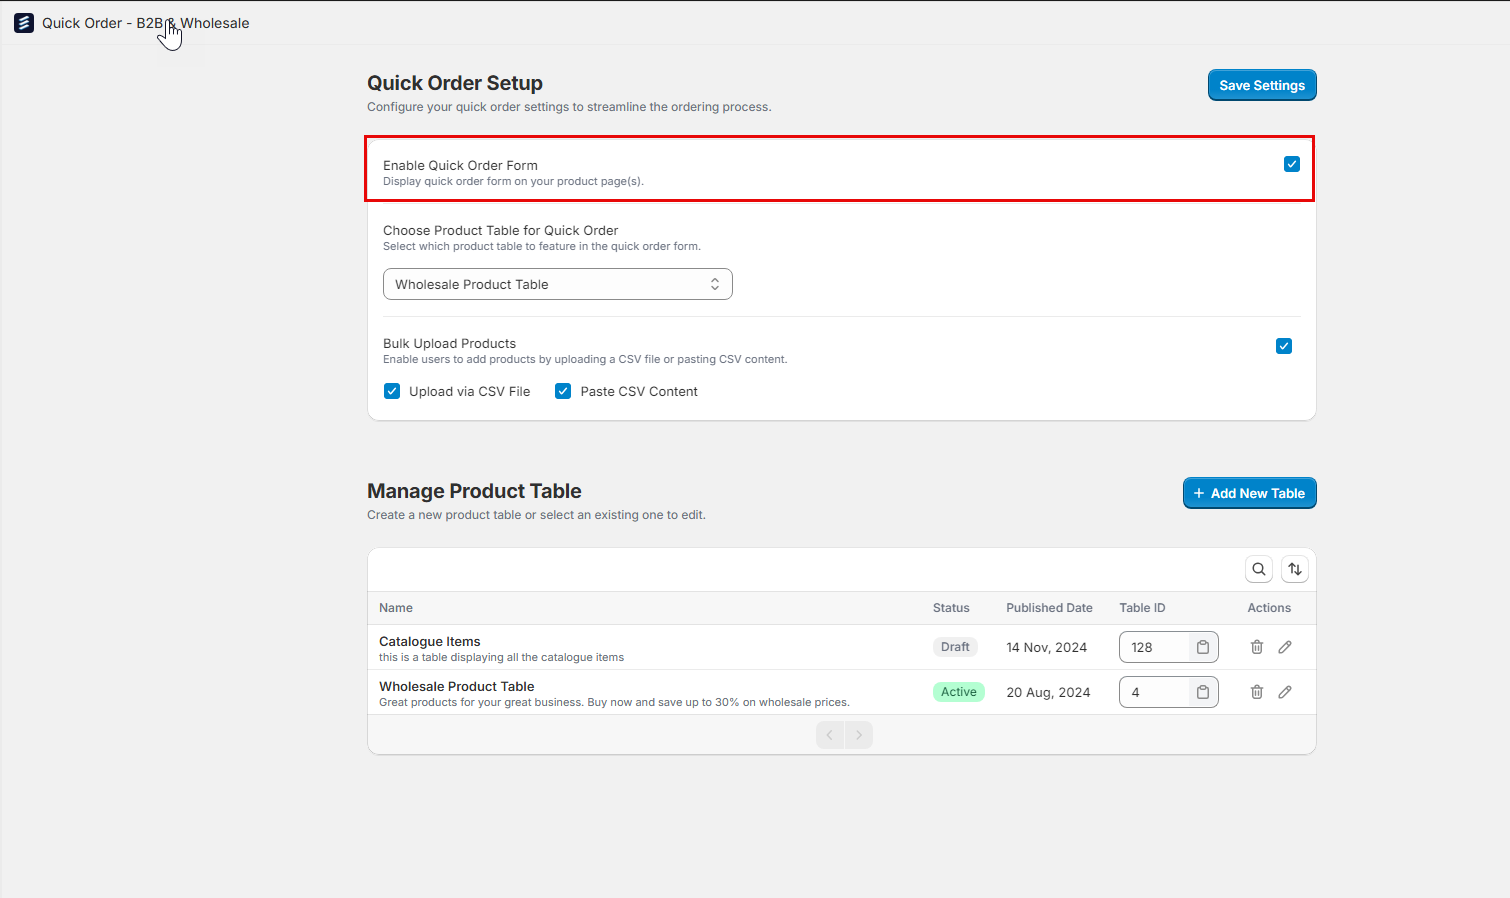 Quick Order - B2B & Wholesale
Quick Order Setup
Save Settings
Configure your quick order settings to streamline the ordering process.
Enable Quick Order Form
Display quick order form on your product page(s).
Choose Product Table for Quick Order
Select which product table to feature in the quick order form.
Wholesale Product Table
Bulk Upload Products
Enable users to add products by uploading a CSV file or pasting CSV content.
Upload via CSV File Paste CSV Content
Manage Product Table
+ Add New Table
Create a new product table or select an existing one to edit.
Name Status Published Date Table ID Actions
Catalogue Items
this is a table displaying all the catalogue items
Draft 14 Nov, 2024 128
Wholesale Product Table
Great products for your great business. Buy now and save up to 30% on wholesale prices.
Active 20 Aug, 2024 4